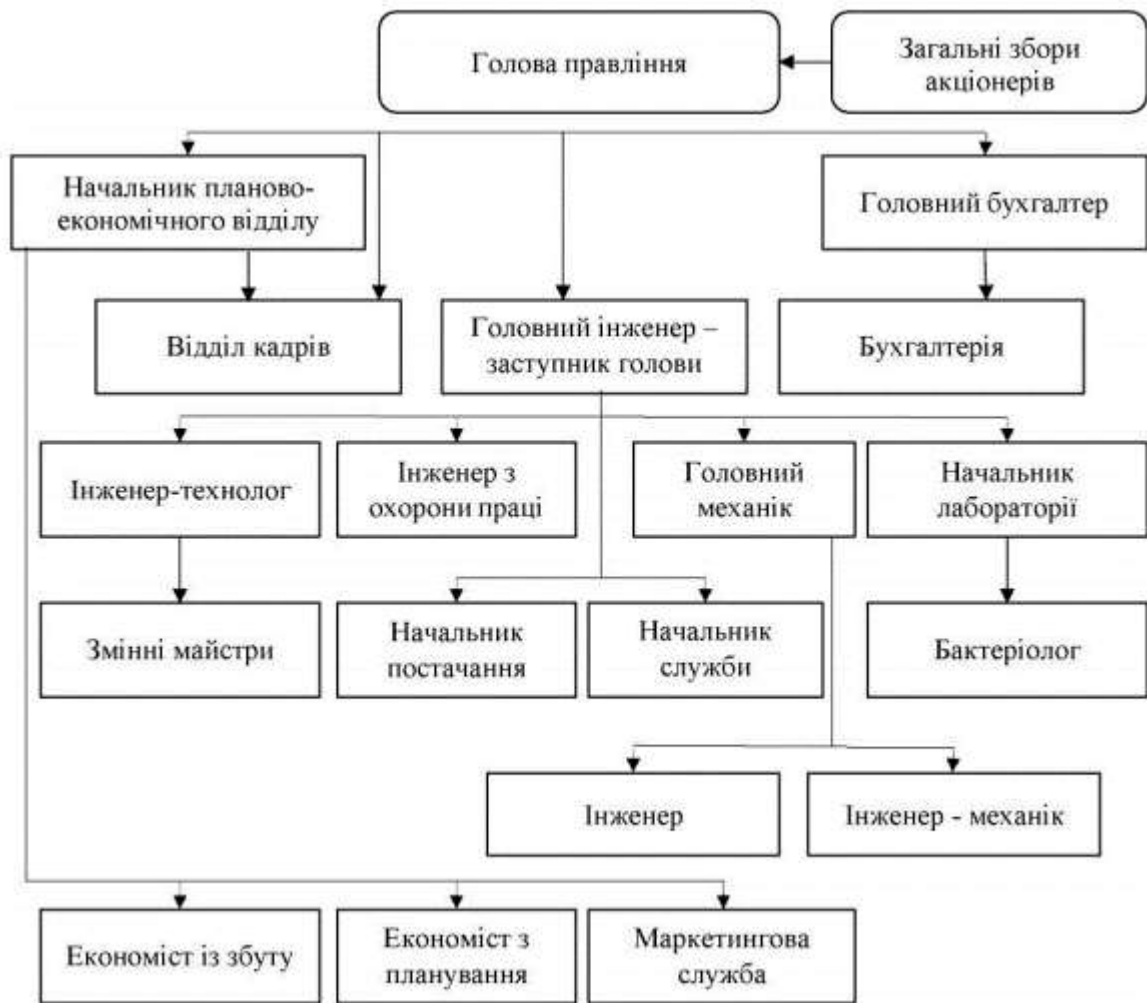 Голова правління
Загальні збори
акціонерів
Начальник планово-
економічного відділу
Головний бухгалтер
Відділ кадрів
Головний інженер –
заступник голови
Бухгалтерія
Інженер-технолог
Інженер з
охорони праці
Головний
механік
Начальник
лабораторії
Змінні майстри
Начальник
постачання
Начальник
служби
Бактеріолог
Інженер
Інженер - механік
Економіст із збуту
Економіст з
планування
Маркетингова
служба